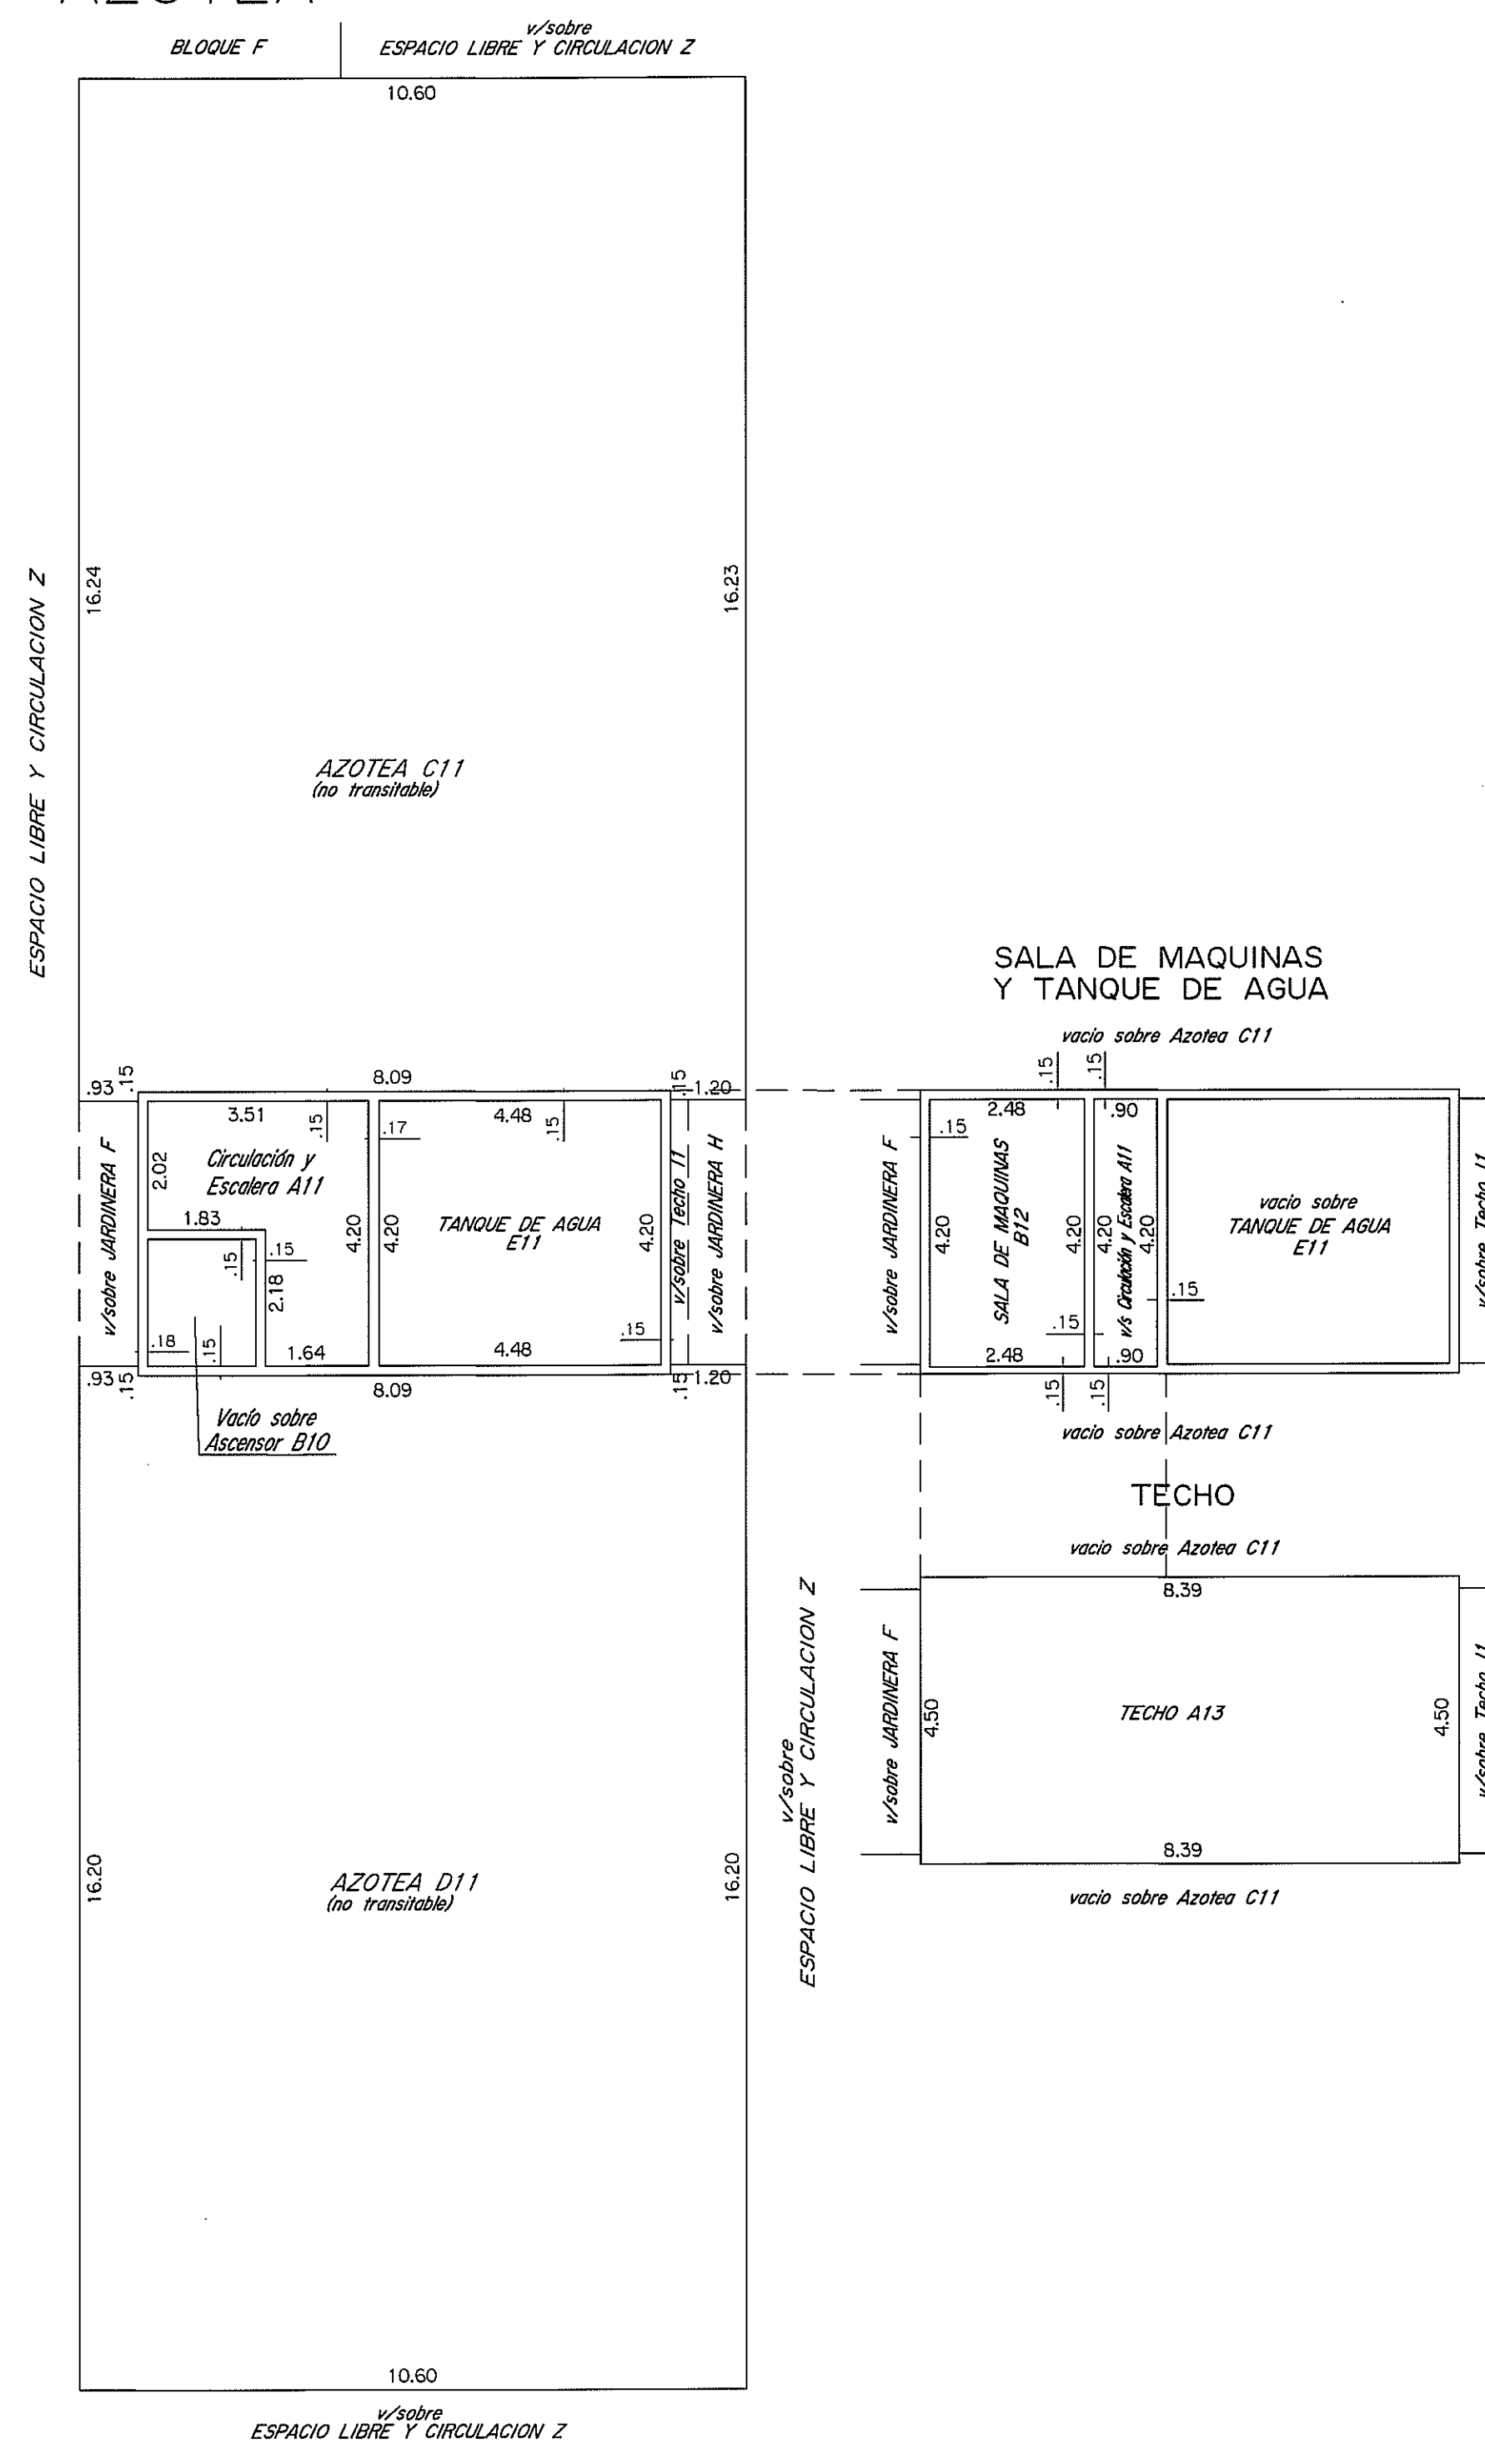 AZOTEA
BLOQUE F
v/sobre
ESPACIO LIBRE Y CIRCULACION Z
10.60
ESPACIO LIBRE Y CIRCULACION Z
16.24
16.23
AZOTEA C11
(no transitable)
.93
.15
8.09
.15
1.20
v/sobre JARDINERA F
3.51
.15
.17
4.48
.15
2.02
Circulación y
Escalera A11
1.83
.15
.15
2.18
4.20
4.20
TANQUE DE AGUA
E11
4.20
v/sobre Techo I1
v/sobre JARDINERA H
.18
.15
1.64
4.48
.15
.93
.15
8.09
.15
1.20
Vacío sobre
Ascensor B10
16.20
16.20
AZOTEA D11
(no transitable)
10.60
v/sobre
ESPACIO LIBRE Y CIRCULACION Z
SALA DE MAQUINAS
Y TANQUE DE AGUA
vacio sobre Azotea C11
.15
.15
v/sobre JARDINERA F
2.48
.90
.15
4.20
SALA DE MAQUINAS
B12
4.20
4.20
v/s Circulación y Escalera A11
4.20
vacio sobre
TANQUE DE AGUA
E11
v/sobre Techo I1
.15
.15
2.48
.90
.15
.15
vacio sobre Azotea C11
TECHO
vacio sobre Azotea C11
v/sobre
ESPACIO LIBRE Y CIRCULACION Z
v/sobre JARDINERA F
8.39
4.50
TECHO A13
4.50
v/sobre Techo I1
8.39
vacio sobre Azotea C11